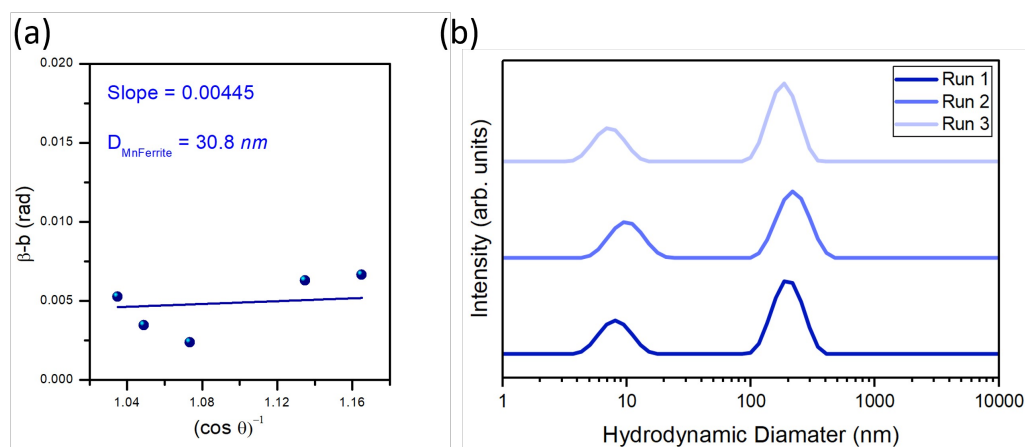 (a)
0.020
0.015
0.010
0.005
0.000
β-b (rad)
Slope = 0.00445
D_MnFerrite = 30.8 nm
1.04 1.08 1.12 1.16
(cos θ)⁻¹
(b)
Intensity (arb. units)
Run 1
Run 2
Run 3
1 10 100 1000 10000
Hydrodynamic Diamater (nm)